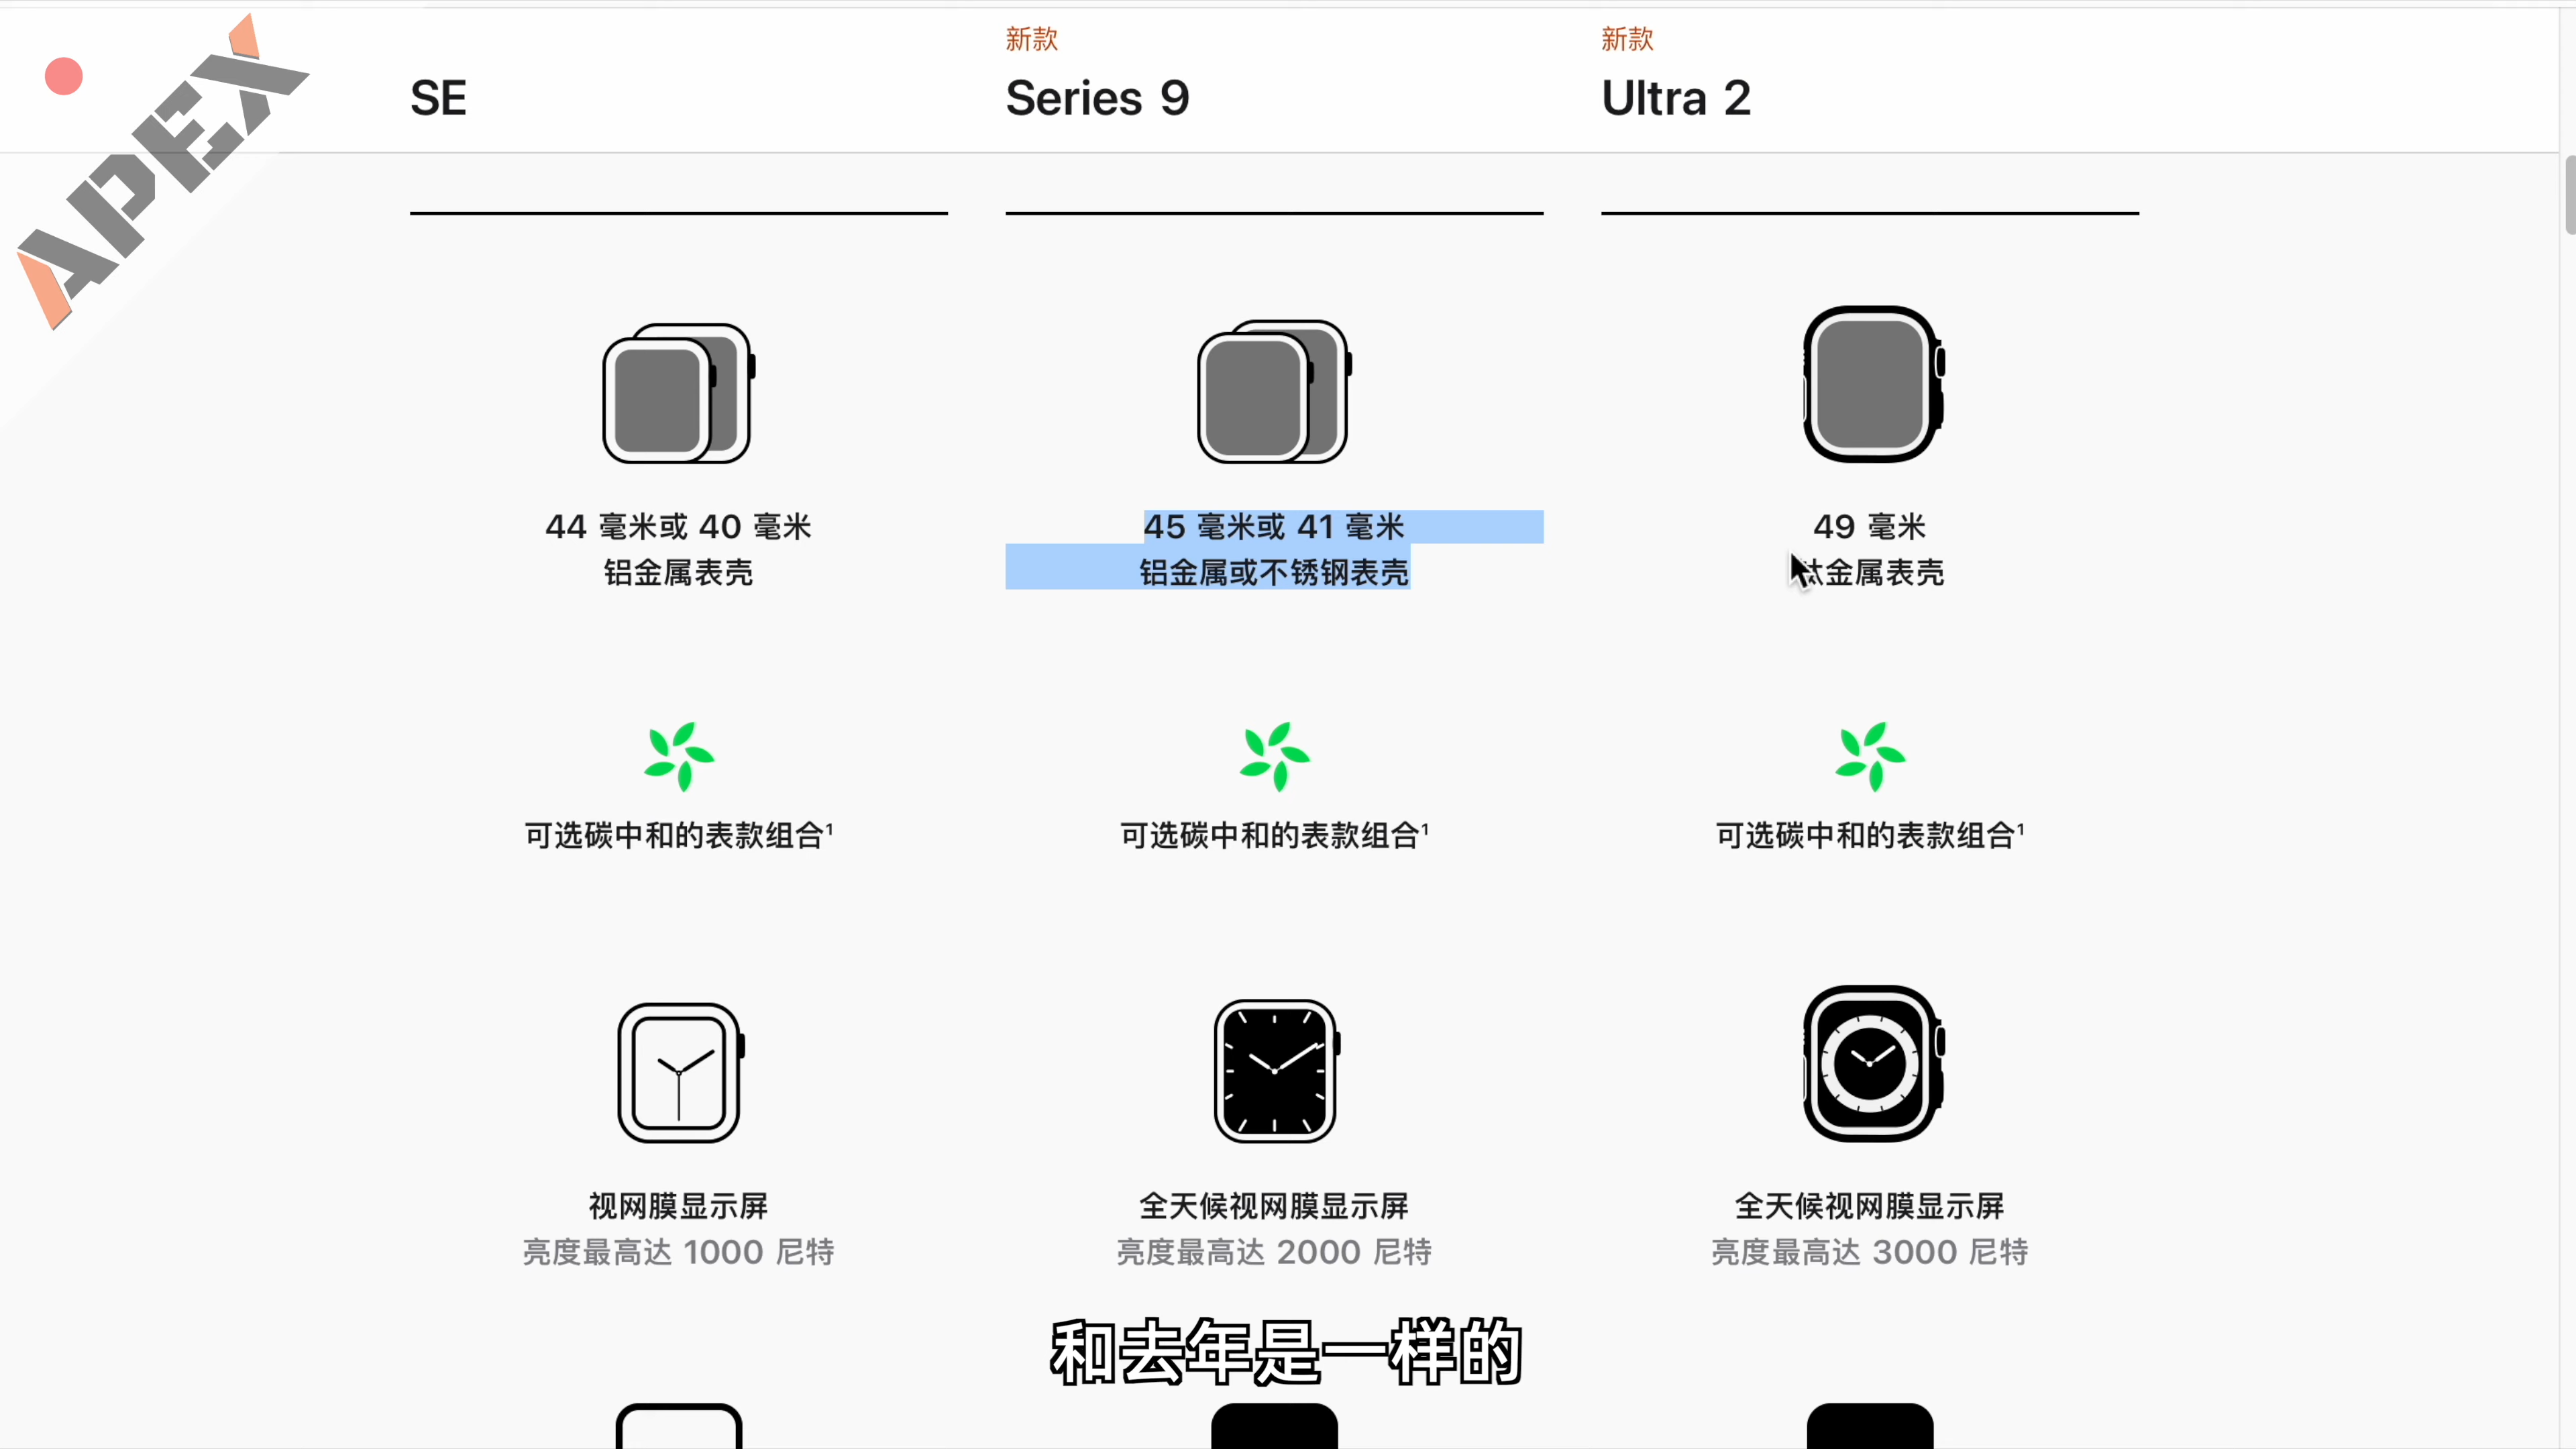 APEX
新款
新款
SE
Series 9
Ultra 2
44 毫米或 40 毫米
铝金属表壳
45 毫米或 41 毫米
铝金属或不锈钢表壳
49 毫米
钛金属表壳
可选碳中和的表款组合¹
可选碳中和的表款组合¹
可选碳中和的表款组合¹
视网膜显示屏
亮度最高达 1000 尼特
全天候视网膜显示屏
亮度最高达 2000 尼特
全天候视网膜显示屏
亮度最高达 3000 尼特
和去年是一样的